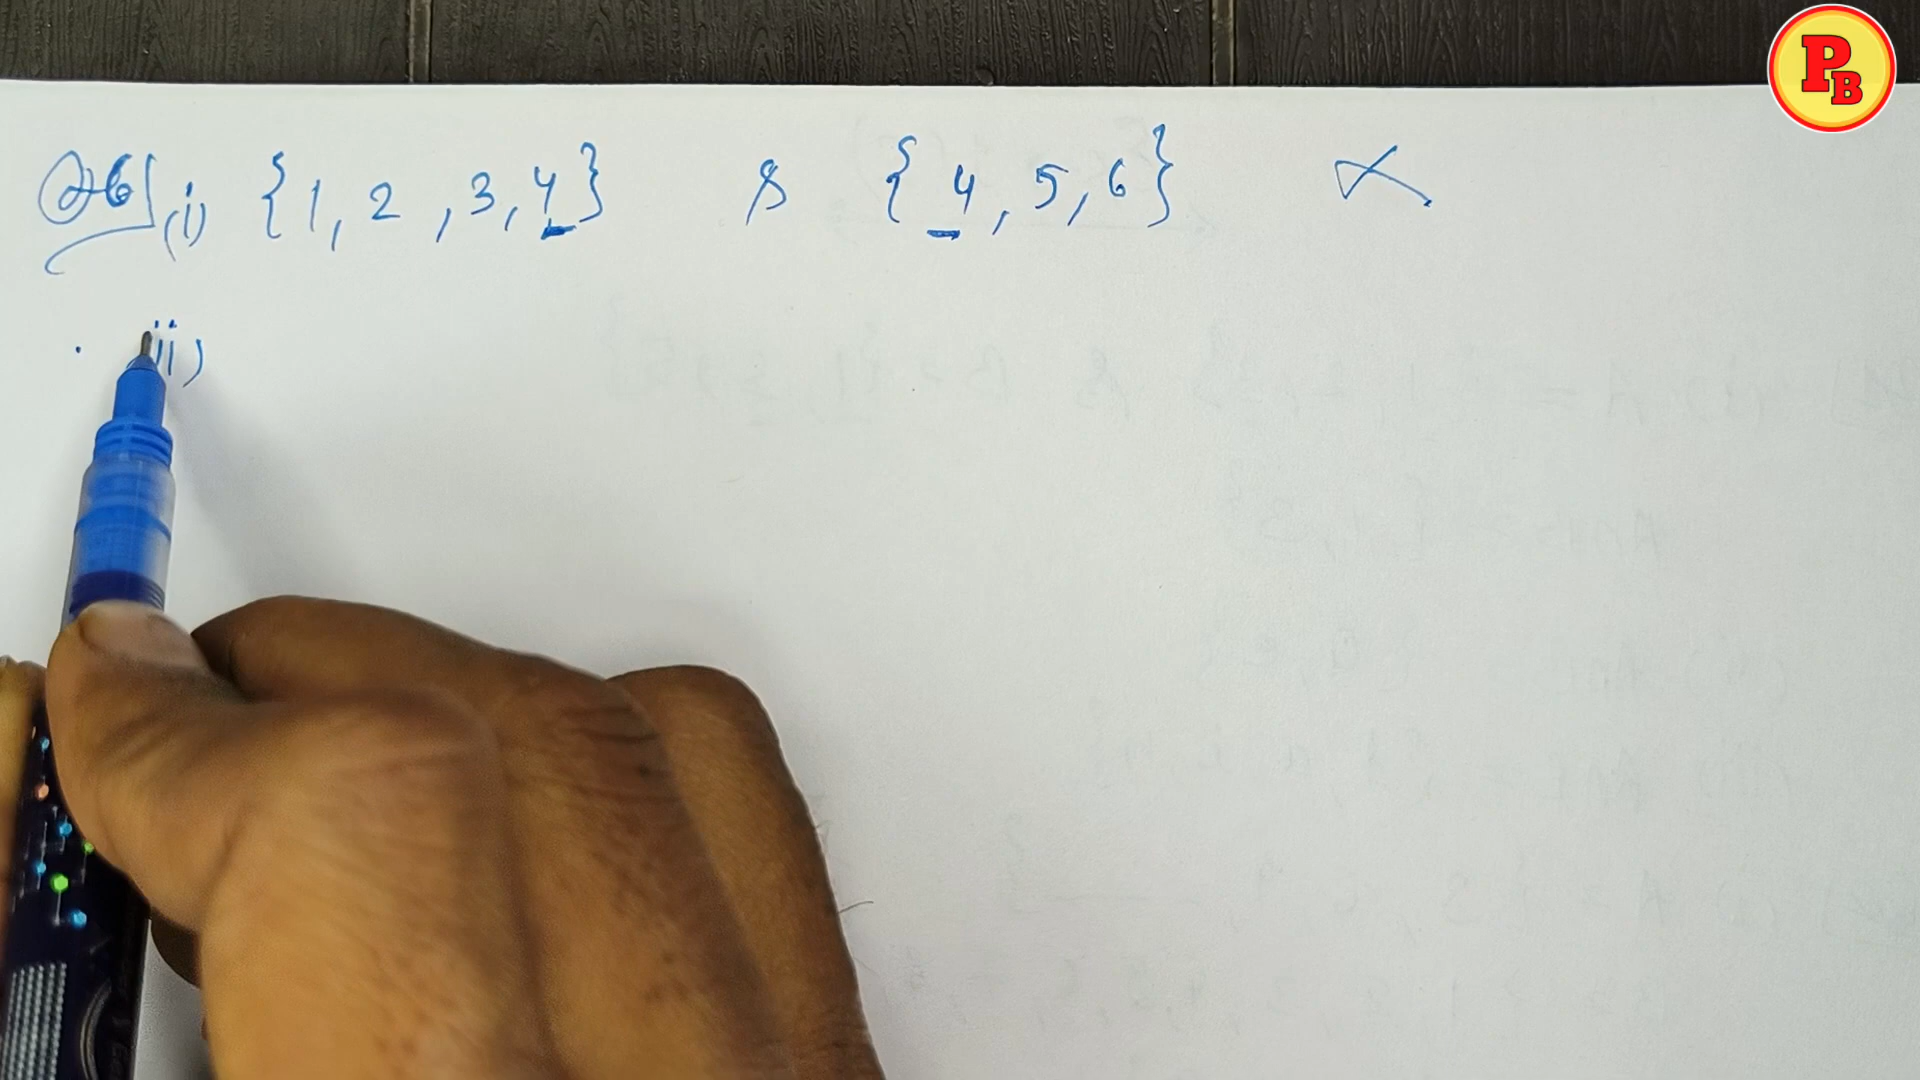 PB
Q6 (i) {1, 2, 3, 4} & {4, 5, 6}
ii)